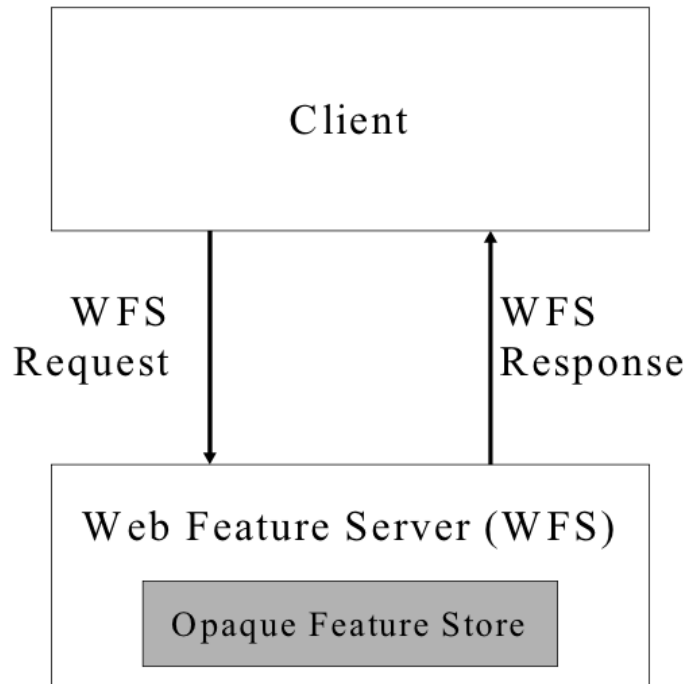 Client
WFS
Request
WFS
Response
Web Feature Server (WFS)
Opaque Feature Store